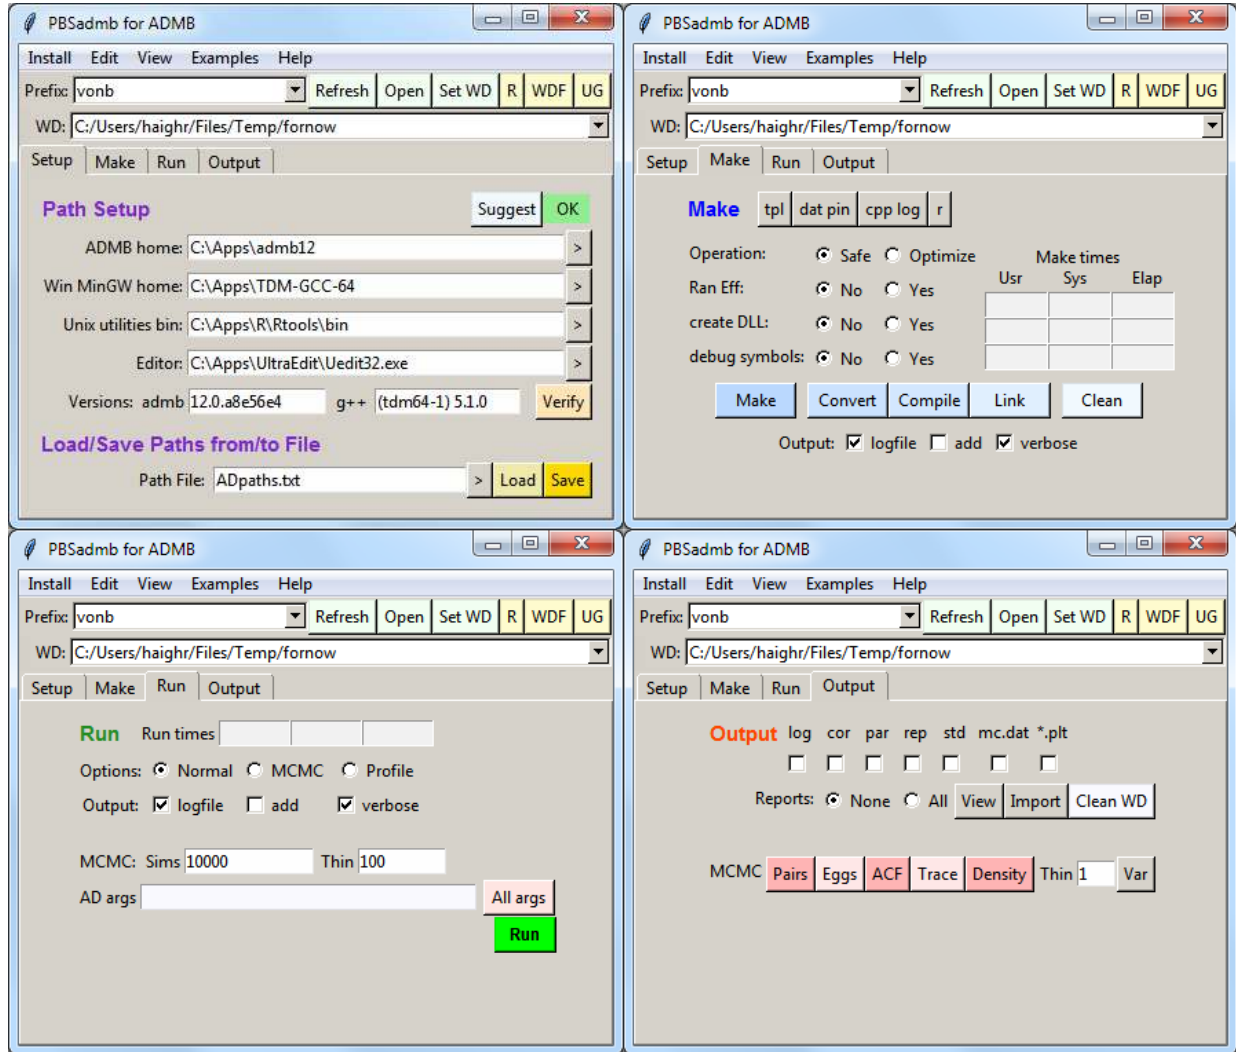 PBSadmb for ADMB
Install Edit View Examples Help
Prefix: vonb Refresh Open Set WD R WDF UG
WD: C:/Users/haighr/Files/Temp/fornow
Setup Make Run Output
Path Setup Suggest OK
ADMB home: C:\Apps\admb12 >
Win MinGW home: C:\Apps\TDM-GCC-64 >
Unix utilities bin: C:\Apps\R\Rtools\bin >
Editor: C:\Apps\UltraEdit\Uedit32.exe >
Versions: admb 12.0.a8e56e4 g++ (tdm64-1) 5.1.0 Verify
Load/Save Paths from/to File
Path File: ADpaths.txt > Load Save
PBSadmb for ADMB
Install Edit View Examples Help
Prefix: vonb Refresh Open Set WD R WDF UG
WD: C:/Users/haighr/Files/Temp/fornow
Setup Make Run Output
Make tpl dat pin cpp log r
Operation: Safe Optimize Make times
Usr Sys Elap
Ran Eff: No Yes
create DLL: No Yes
debug symbols: No Yes
Make Convert Compile Link Clean
Output: logfile add verbose
PBSadmb for ADMB
Install Edit View Examples Help
Prefix: vonb Refresh Open Set WD R WDF UG
WD: C:/Users/haighr/Files/Temp/fornow
Setup Make Run Output
Run Run times
Options: Normal MCMC Profile
Output: logfile add verbose
MCMC: Sims 10000 Thin 100
AD args All args
Run
PBSadmb for ADMB
Install Edit View Examples Help
Prefix: vonb Refresh Open Set WD R WDF UG
WD: C:/Users/haighr/Files/Temp/fornow
Setup Make Run Output
Output log cor par rep std mc.dat *.plt
Reports: None All View Import Clean WD
MCMC Pairs Eggs ACF Trace Density Thin 1 Var